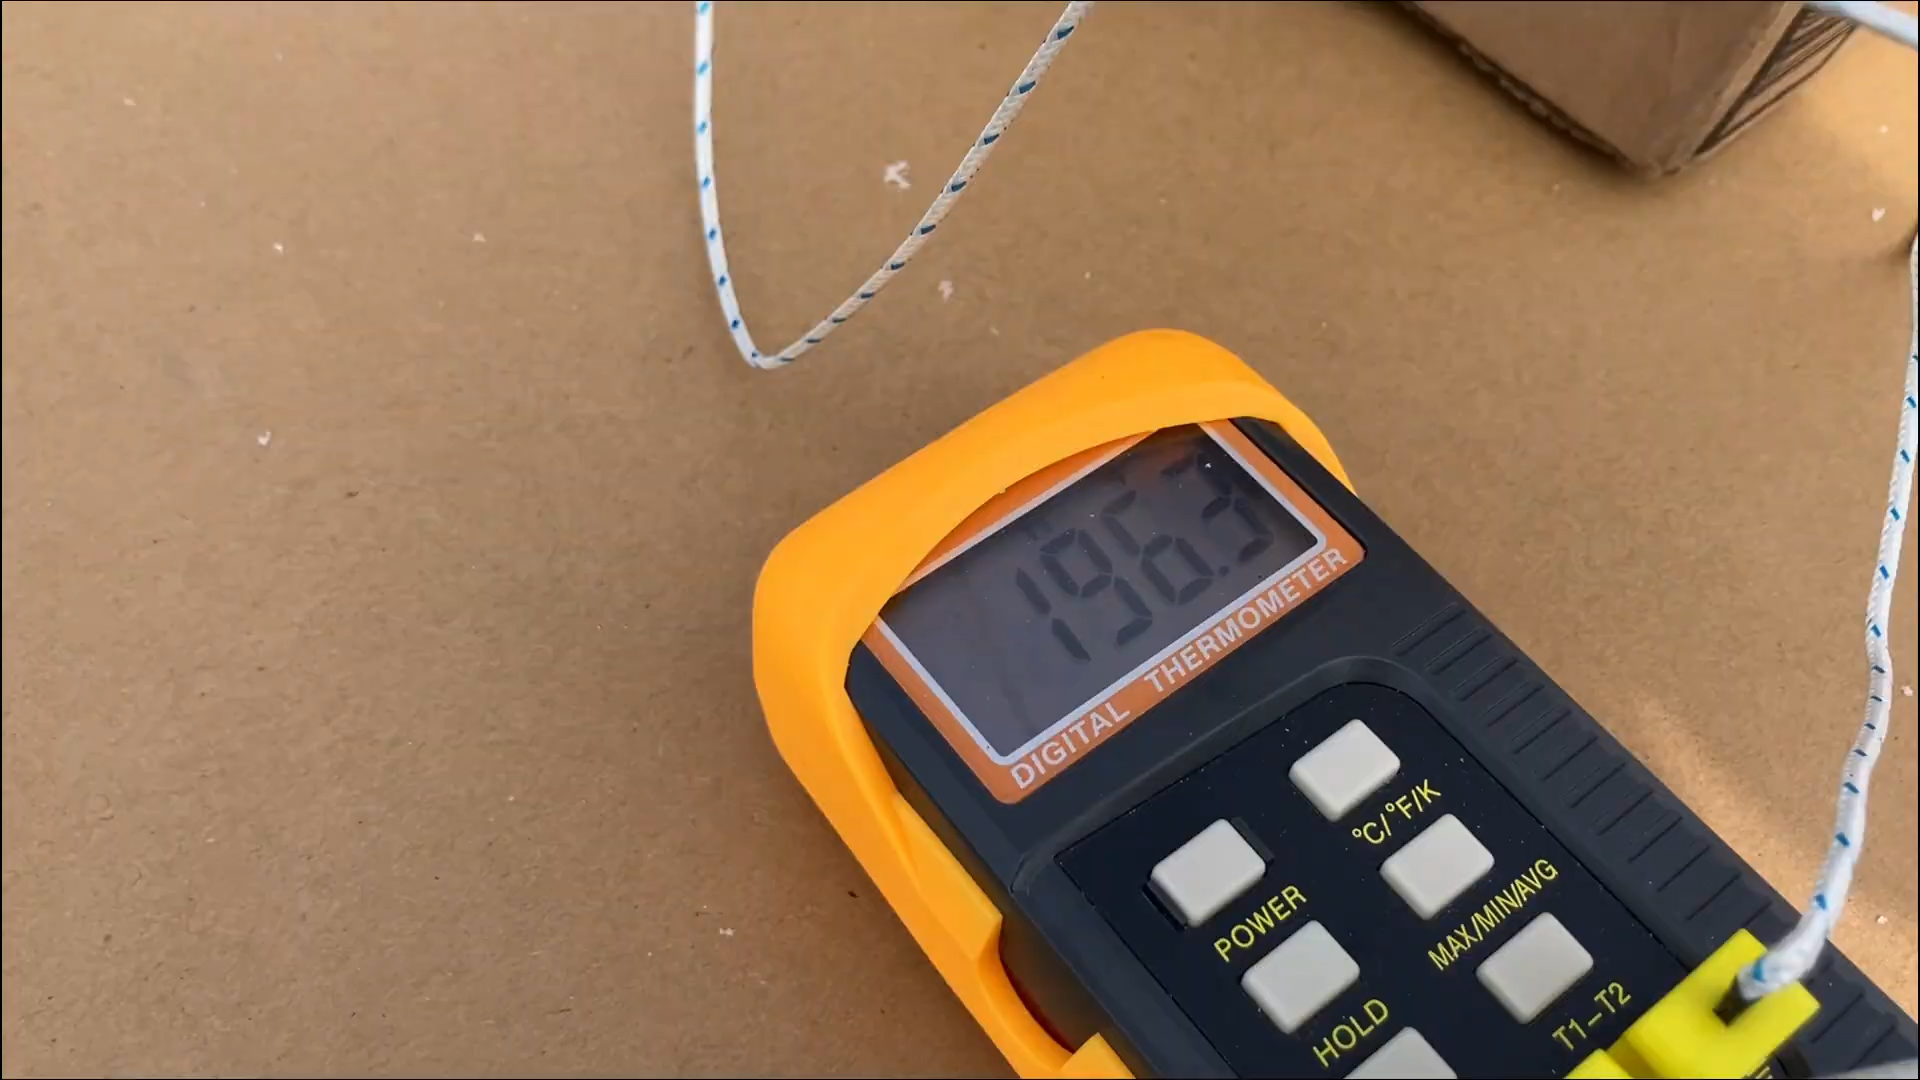 196.3
DIGITAL THERMOMETER
°C/°F/K
POWER
MAX/MIN/AVG
HOLD
T1–T2